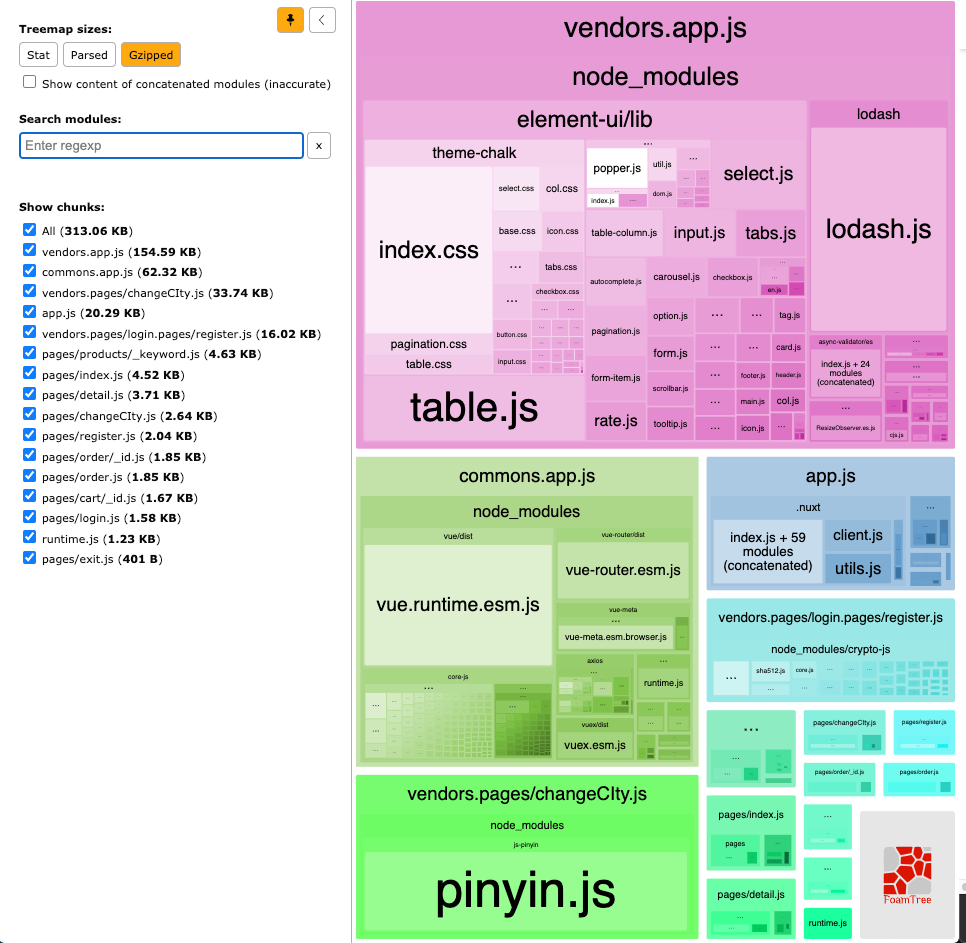 Treemap sizes:
Stat
Parsed
Gzipped
Show content of concatenated modules (inaccurate)
Search modules:
Enter regexp
x
Show chunks:
All (313.06 KB)
vendors.app.js (154.59 KB)
commons.app.js (62.32 KB)
vendors.pages/changeCIty.js (33.74 KB)
app.js (20.29 KB)
vendors.pages/login.pages/register.js (16.02 KB)
pages/products/_keyword.js (4.63 KB)
pages/index.js (4.52 KB)
pages/detail.js (3.71 KB)
pages/changeCIty.js (2.64 KB)
pages/register.js (2.04 KB)
pages/order/_id.js (1.85 KB)
pages/order.js (1.85 KB)
pages/cart/_id.js (1.67 KB)
pages/login.js (1.58 KB)
runtime.js (1.23 KB)
pages/exit.js (401 B)
vendors.app.js
node_modules
element-ui/lib
theme-chalk
index.css
select.css
col.css
base.css
icon.css
...
tabs.css
...
checkbox.css
button.css
input.css
pagination.css
table.css
table.js
...
popper.js
index.js
util.js
dom.js
...
select.js
table-column.js
input.js
tabs.js
autocomplete.js
carousel.js
checkbox.js
en.js
pagination.js
option.js
...
...
tag.js
form.js
...
...
card.js
form-item.js
scrollbar.js
...
footer.js
header.js
rate.js
tooltip.js
...
main.js
col.js
...
icon.js
...
lodash
lodash.js
async-validator/es
index.js + 24
modules
(concatenated)
...
ResizeObserver.es.js
...
...
...
cjs.js
commons.app.js
node_modules
vue/dist
vue.runtime.esm.js
vue-router/dist
vue-router.esm.js
vue-meta
...
vue-meta.esm.browser.js
core-js
...
axios
...
runtime.js
vuex/dist
vuex.esm.js
vendors.pages/changeCIty.js
node_modules
js-pinyin
pinyin.js
app.js
.nuxt
index.js + 59
modules
(concatenated)
client.js
utils.js
...
vendors.pages/login.pages/register.js
node_modules/crypto-js
...
sha512.js
core.js
...
...
pages/changeCIty.js
pages/register.js
pages/order/_id.js
pages/order.js
pages/index.js
pages
...
...
...
pages/detail.js
...
runtime.js
FoamTree